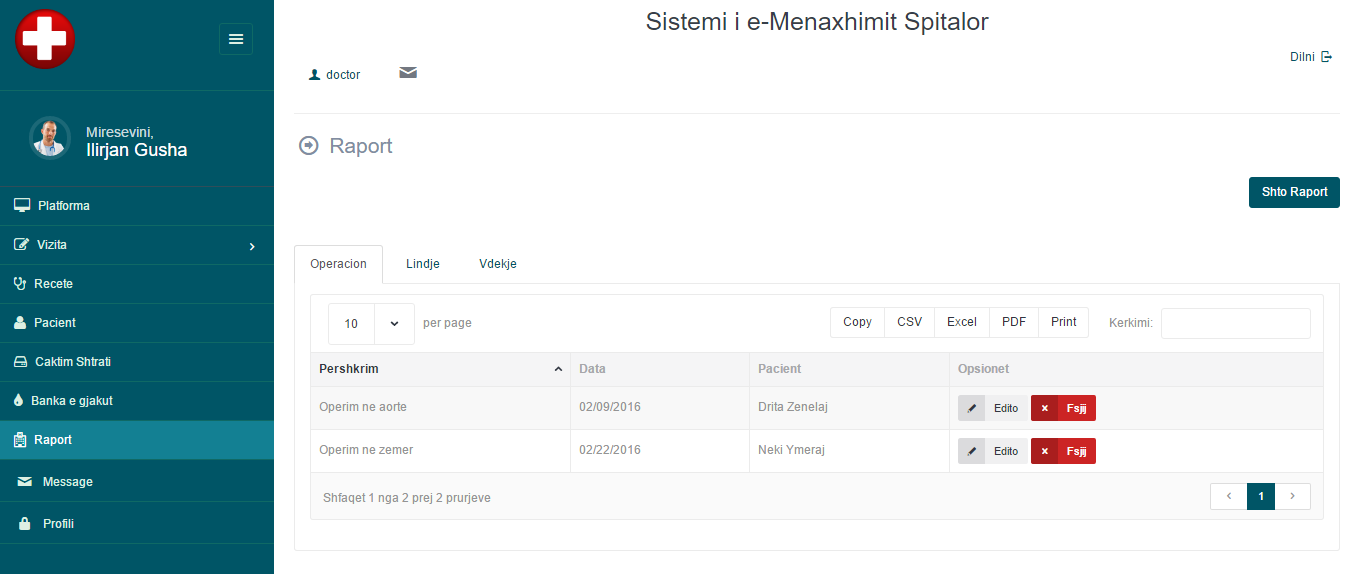 Sistemi i e-Menaxhimit Spitalor
Dilni
doctor
Miresevini,
Ilirjan Gusha
Platforma
Vizita
Recete
Pacient
Caktim Shtrati
Banka e gjakut
Raport
Message
Profili
Raport
Shto Raport
Operacion Lindje Vdekje
10 per page Copy CSV Excel PDF Print Kerkimi:
Pershkrim Data Pacient Opsionet
Operim ne aorte 02/09/2016 Drita Zenelaj Edito Fsjij
Operim ne zemer 02/22/2016 Neki Ymeraj Edito Fsjij
Shfaqet 1 nga 2 prej 2 prurjeve 1